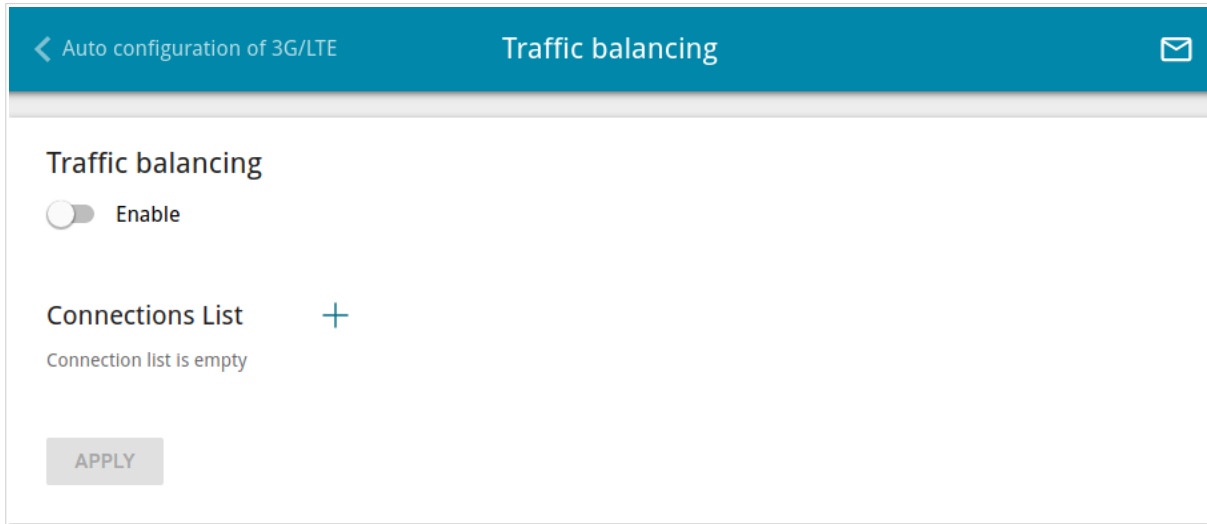 Auto configuration of 3G/LTE
Traffic balancing
Traffic balancing
Enable
Connections List
Connection list is empty
APPLY